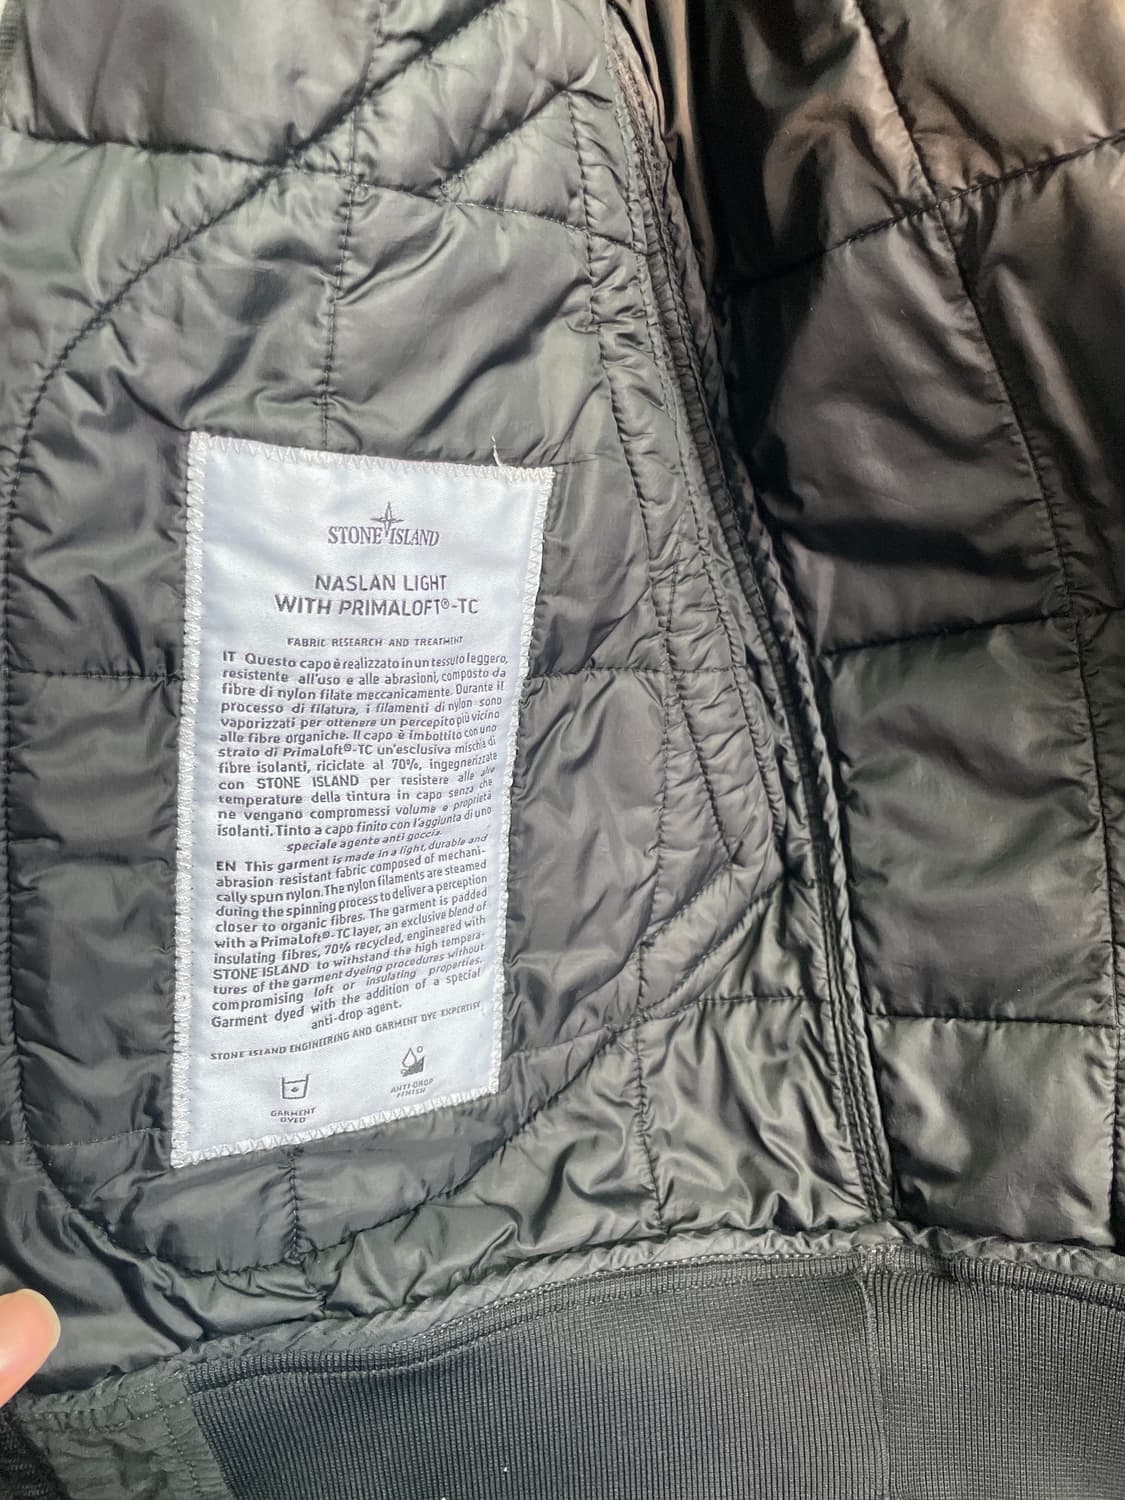 STONE ISLAND
NASLAN LIGHT
WITH PRIMALOFT®-TC
FABRIC RESEARCH AND TREATMENT
IT Questo capo è realizzato in un tessuto leggero,
resistente all'uso e alle abrasioni, composto da
fibre di nylon filate meccanicamente. Durante il
processo di filatura, i filamenti di nylon sono
vaporizzati per ottenere un percepito più vicino
alle fibre organiche. Il capo è imbottito con uno
strato di PrimaLoft®-TC un'esclusiva mischia di
fibre isolanti, riciclate al 70%, ingegnerizzate
con STONE ISLAND per resistere alle alte
temperature della tintura in capo senza che
ne vengano compromessi volume e proprietà
isolanti. Tinto a capo finito con l'aggiunta di uno
speciale agente anti goccia.
EN This garment is made in a light, durable and
abrasion resistant fabric composed of mechani-
cally spun nylon. The nylon filaments are steamed
during the spinning process to deliver a perception
closer to organic fibres. The garment is padded
with a PrimaLoft®-TC layer, an exclusive blend of
insulating fibres, 70% recycled, engineered with
STONE ISLAND to withstand the high tempera-
tures of the garment dyeing procedures without
compromising loft or insulating properties.
Garment dyed with the addition of a special
anti-drop agent.
STONE ISLAND ENGINEERING AND GARMENT DYE EXPERTISE
GARMENT
DYED
ANTI-DROP
FINISH